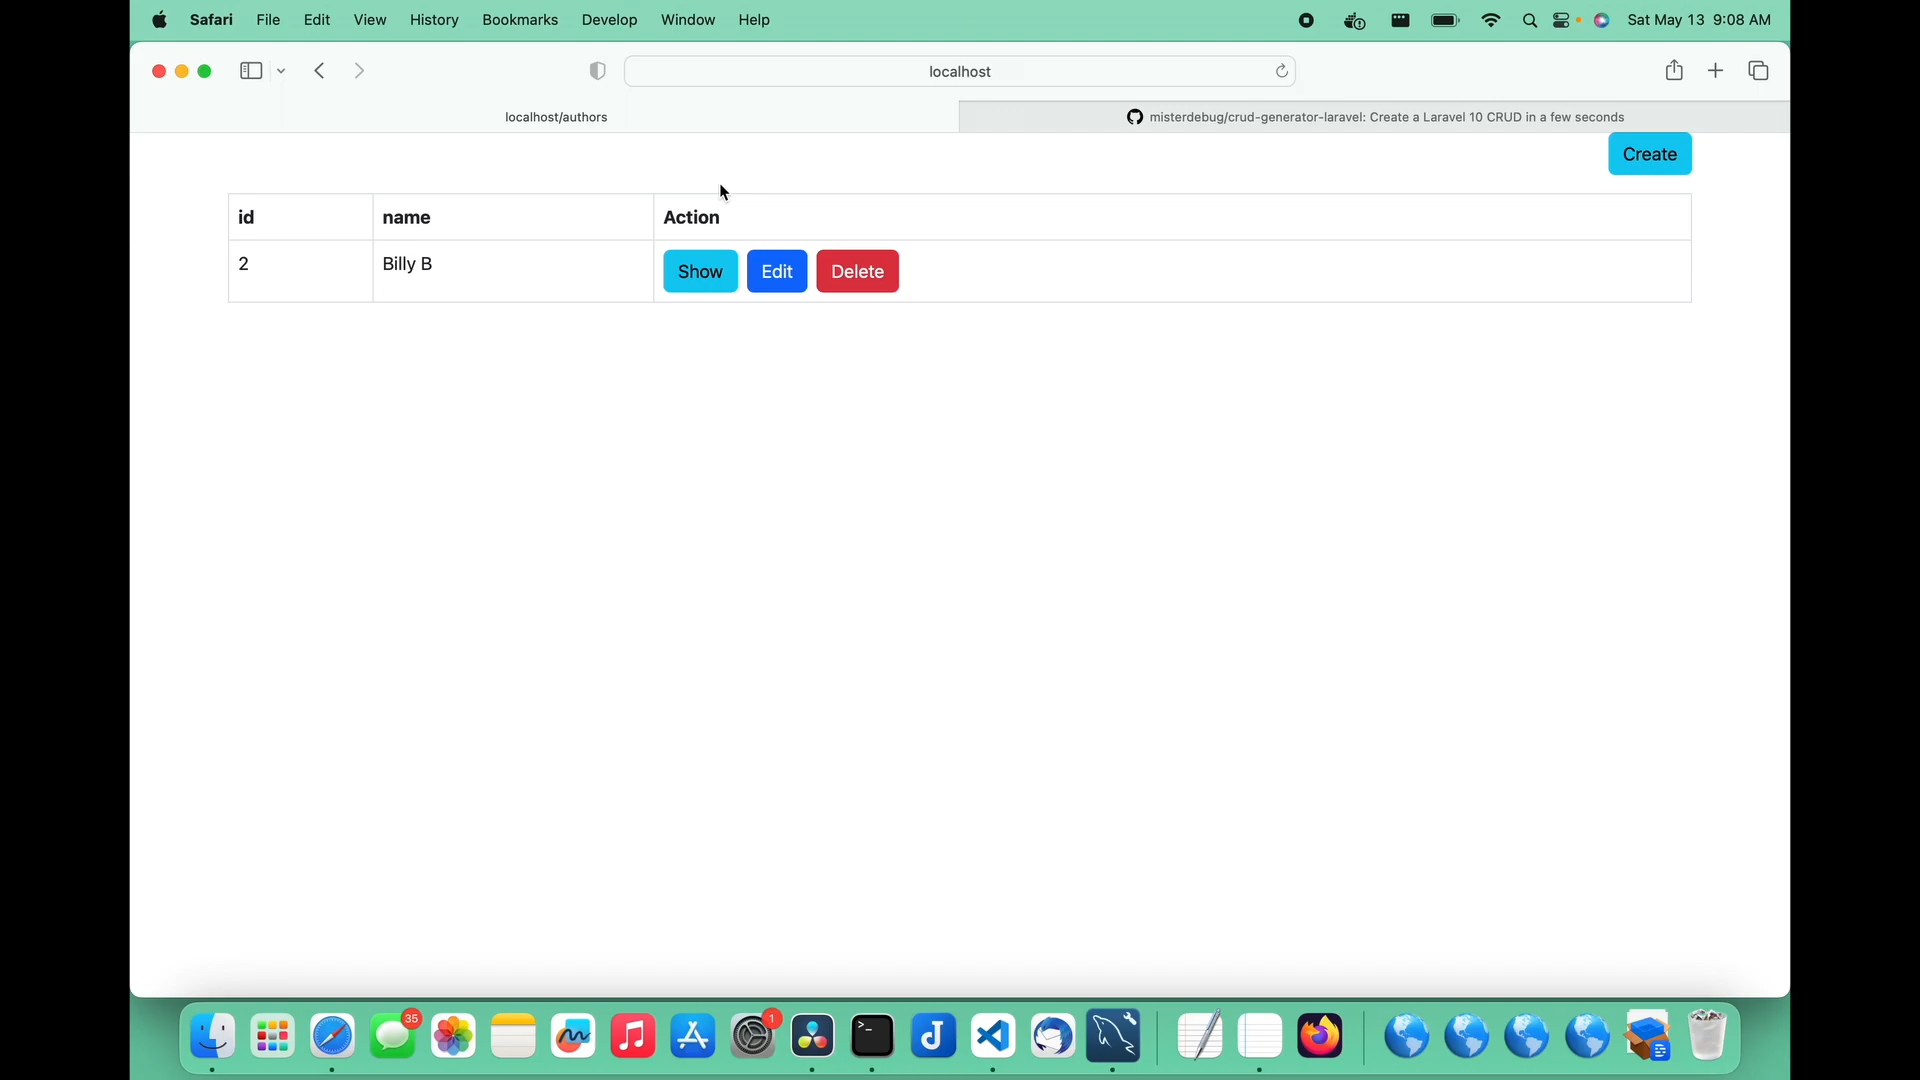 Safari File Edit View History Bookmarks Develop Window Help Sat May 13 9:08 AM
localhost
localhost/authors misterdebug/crud-generator-laravel: Create a Laravel 10 CRUD in a few seconds
Create
id name Action
2 Billy B Show Edit Delete
35 1